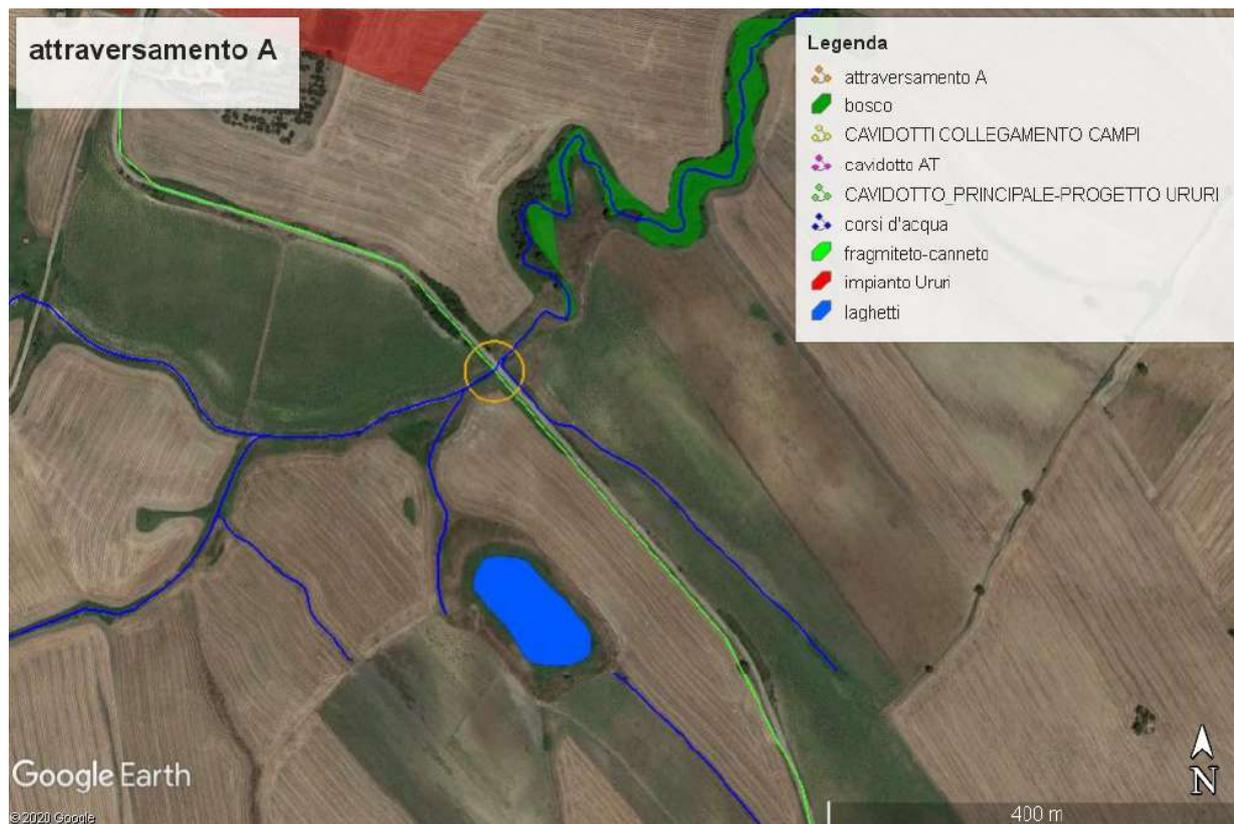 attraversamento A
Legenda
attraversamento A
bosco
CAVIDOTTI COLLEGAMENTO CAMPI
cavidotto AT
CAVIDOTTO_PRINCIPALE-PROGETTO URURI
corsi d'acqua
fragmiteto-canneto
impianto Ururi
laghetti
Google Earth
N
© 2020 Google
400 m